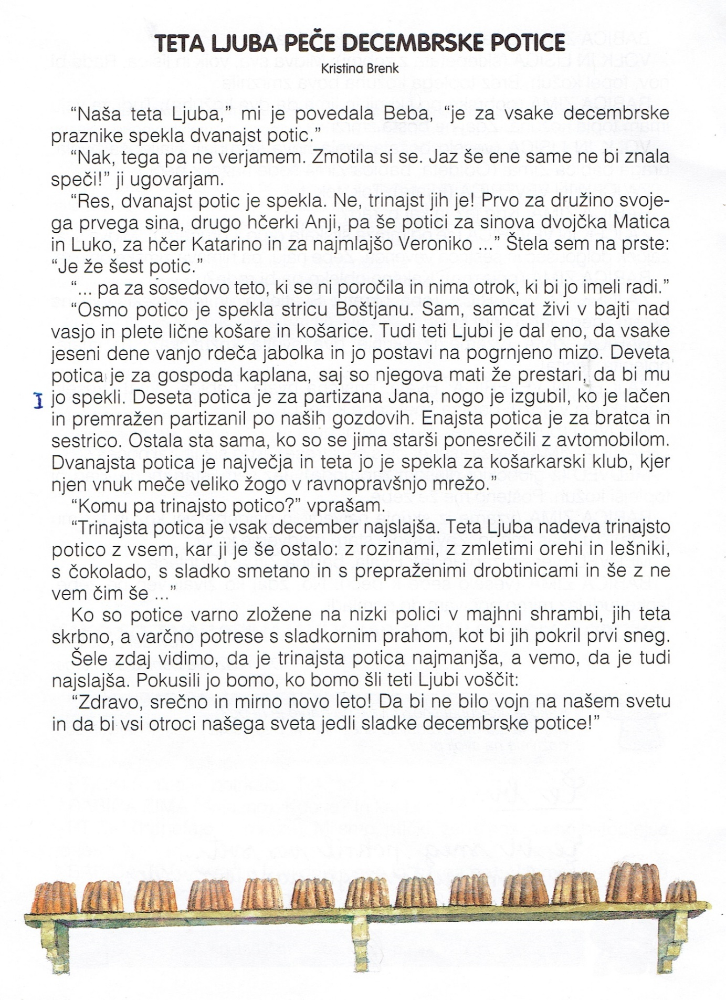 TETA LJUBA PEČE DECEMBRSKE POTICE
Kristina Brenk
“Naša teta Ljuba,” mi je povedala Beba, “je za vsake decembrske
praznike spekla dvanajst potic.”
“Nak, tega pa ne verjamem. Zmotila si se. Jaz še ene same ne bi znala
speči!” ji ugovarjam.
“Res, dvanajst potic je spekla. Ne, trinajst jih je! Prvo za družino svoje-
ga prvega sina, drugo hčerki Anji, pa še potici za sinova dvojčka Matica
in Luko, za hčer Katarino in za najmlajšo Veroniko ...” Štela sem na prste:
“Je že šest potic.”
“... pa za sosedovo teto, ki se ni poročila in nima otrok, ki bi jo imeli radi.”
“Osmo potico je spekla stricu Boštjanu. Sam, samcat živi v bajti nad
vasjo in plete lične košare in košarice. Tudi teti Ljubi je dal eno, da vsake
jeseni dene vanjo rdeča jabolka in jo postavi na pogrnjeno mizo. Deveta
potica je za gospoda kaplana, saj so njegova mati že prestari, da bi mu
I jo spekli. Deseta potica je za partizana Jana, nogo je izgubil, ko je lačen
in premražen partizanil po naših gozdovih. Enajsta potica je za bratca in
sestrico. Ostala sta sama, ko so se jima starši ponesrečili z avtomobilom.
Dvanajsta potica je največja in teta jo je spekla za košarkarski klub, kjer
njen vnuk meče veliko žogo v ravnopravšnjo mrežo.”
“Komu pa trinajsto potico?” vprašam.
“Trinajsta potica je vsak december najslajša. Teta Ljuba nadeva trinajsto
potico z vsem, kar ji je še ostalo: z rozinami, z zmletimi orehi in lešniki,
s čokolado, s sladko smetano in s prepraženimi drobtinicami in še z ne
vem čim še ...”
Ko so potice varno zložene na nizki polici v majhni shrambi, jih teta
skrbno, a varčno potrese s sladkornim prahom, kot bi jih pokril prvi sneg.
Šele zdaj vidimo, da je trinajsta potica najmanjša, a vemo, da je tudi
najslajša. Pokusili jo bomo, ko bomo šli teti Ljubi voščit:
“Zdravo, srečno in mirno novo leto! Da bi ne bilo vojn na našem svetu
in da bi vsi otroci našega sveta jedli sladke decembrske potice!”